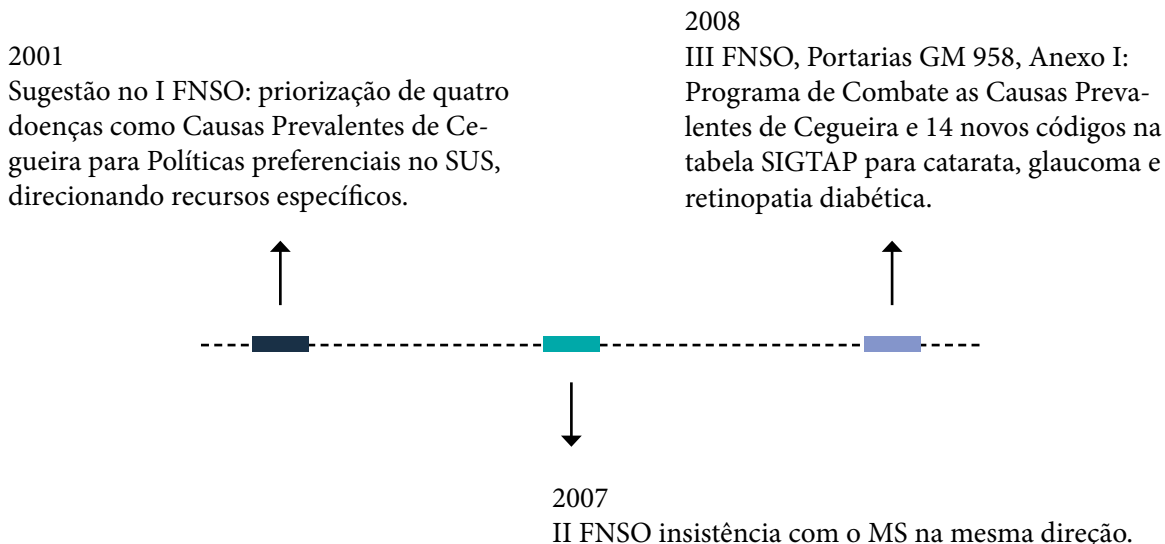 2001
Sugestão no I FNSO: priorização de quatro
doenças como Causas Prevalentes de Ce-
gueira para Políticas preferenciais no SUS,
direcionando recursos específicos.
2008
III FNSO, Portarias GM 958, Anexo I:
Programa de Combate as Causas Preva-
lentes de Cegueira e 14 novos códigos na
tabela SIGTAP para catarata, glaucoma e
retinopatia diabética.
2007
II FNSO insistência com o MS na mesma direção.